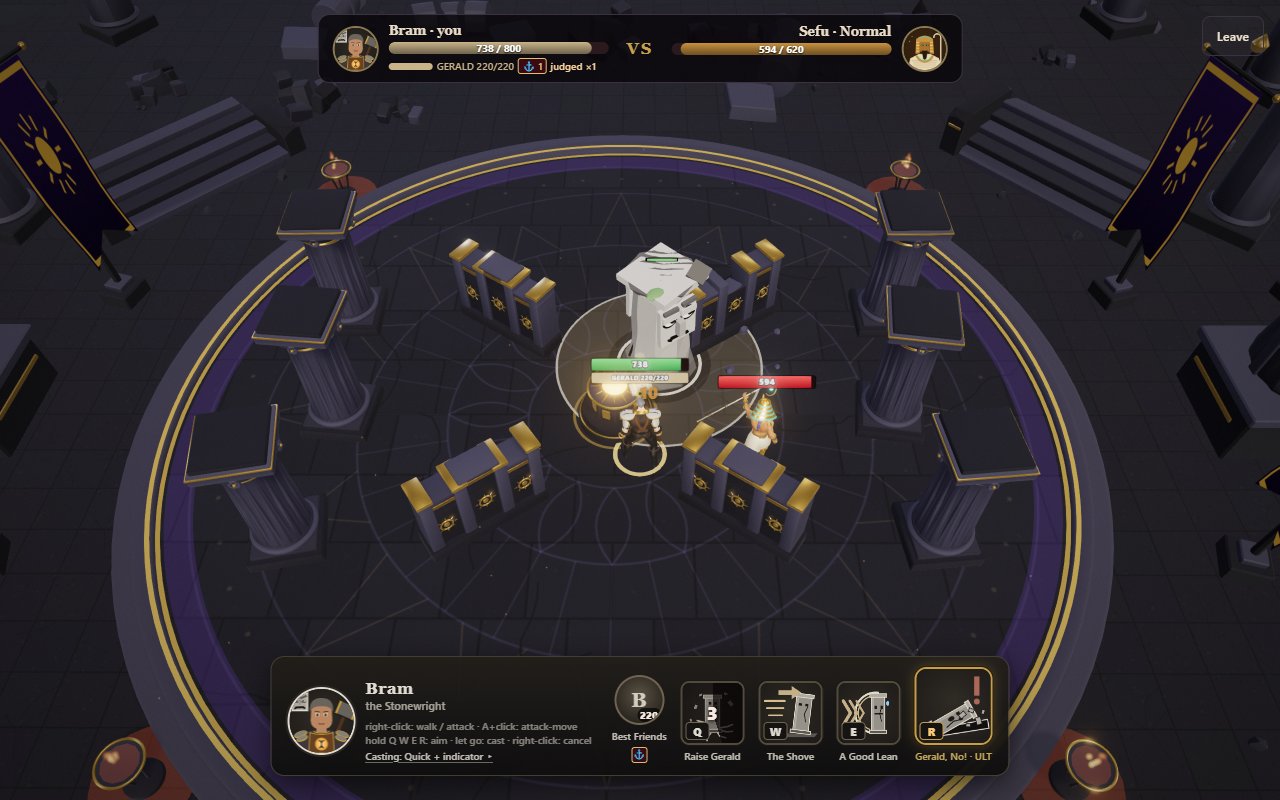 Bram · you
738 / 800
GERALD 220/220 1 judged ×1
VS
Sefu · Normal
594 / 620
Leave
738
GERALD 220/220
594
Bram
the Stonewright
right-click: walk / attack · A+click: attack-move
hold Q W E R: aim · let go: cast · right-click: cancel
Casting: Quick + indicator ▸
B
220
Best Friends
3
Q
Raise Gerald
W
The Shove
E
A Good Lean
R
Gerald, No! · ULT